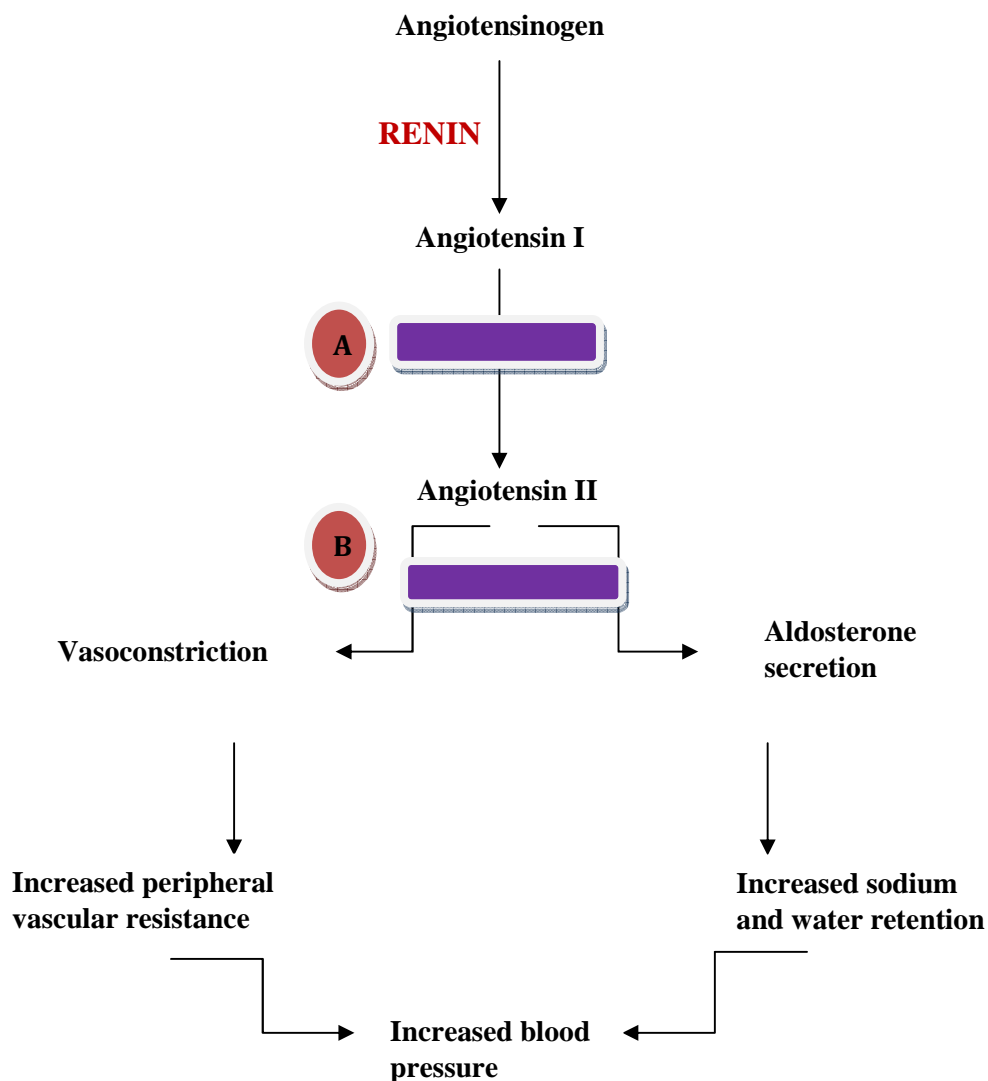 Angiotensinogen
RENIN
Angiotensin I
A
Angiotensin II
B
Vasoconstriction
Aldosterone
secretion
Increased peripheral
vascular resistance
Increased sodium
and water retention
Increased blood
pressure